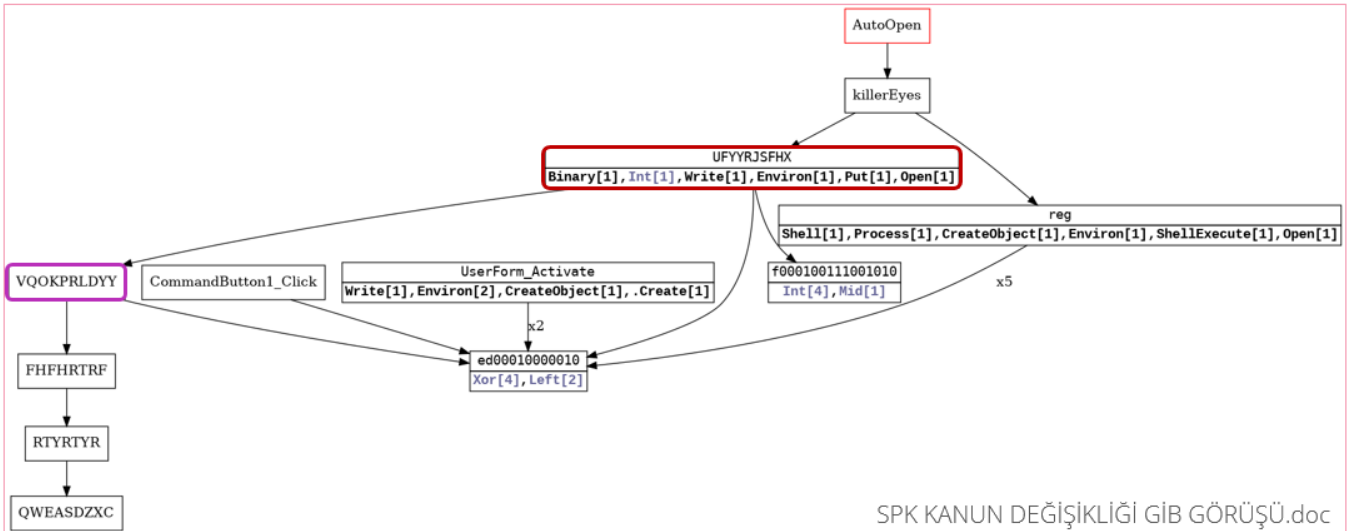 AutoOpen
killerEyes
UFYYRJSFHX
Binary[1],Int[1],Write[1],Environ[1],Put[1],Open[1]
reg
Shell[1],Process[1],CreateObject[1],Environ[1],ShellExecute[1],Open[1]
VQOKPRLDYY
CommandButton1_Click
UserForm_Activate
Write[1],Environ[2],CreateObject[1],.Create[1]
f000100111001010
Int[4],Mid[1]
x5
x2
ed00010000010
Xor[4],Left[2]
FHFHRTRF
RTYRTYR
QWEASDZXC
SPK KANUN DEĞİŞİKLİĞİ GİB GÖRÜŞÜ.doc